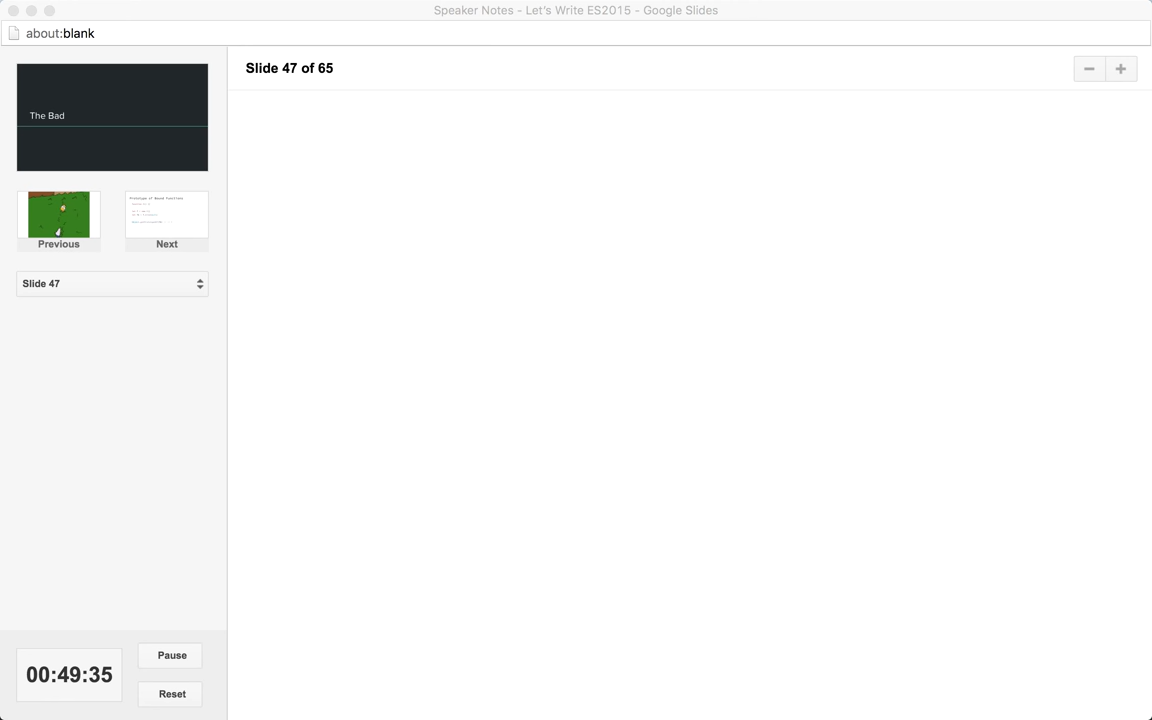 Speaker Notes - Let's Write ES2015 - Google Slides
about:blank
The Bad
Slide 47 of 65
Prototype of Bound Functions
Previous
Next
Slide 47
00:49:35
Pause
Reset